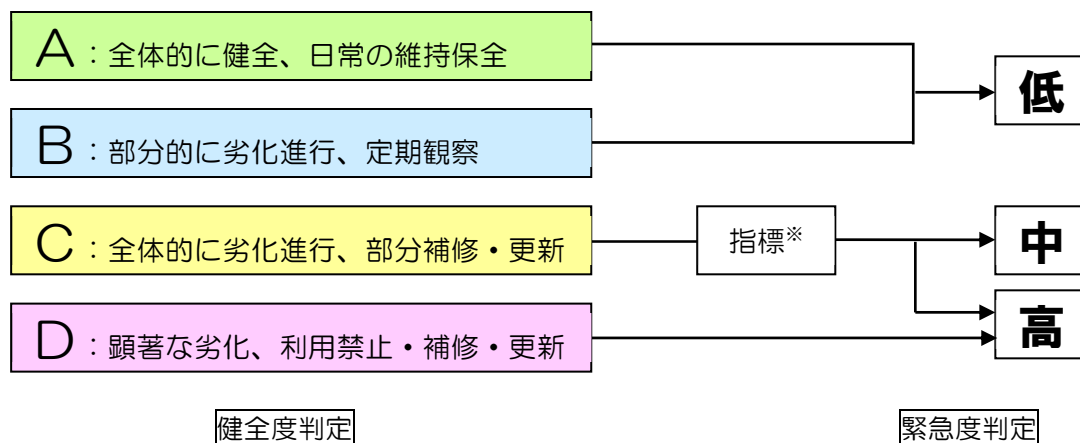 A：全体的に健全、日常の維持保全
低
B：部分的に劣化進行、定期観察
C：全体的に劣化進行、部分補修・更新
指標※
中
D：顕著な劣化、利用禁止・補修・更新
高
健全度判定
緊急度判定